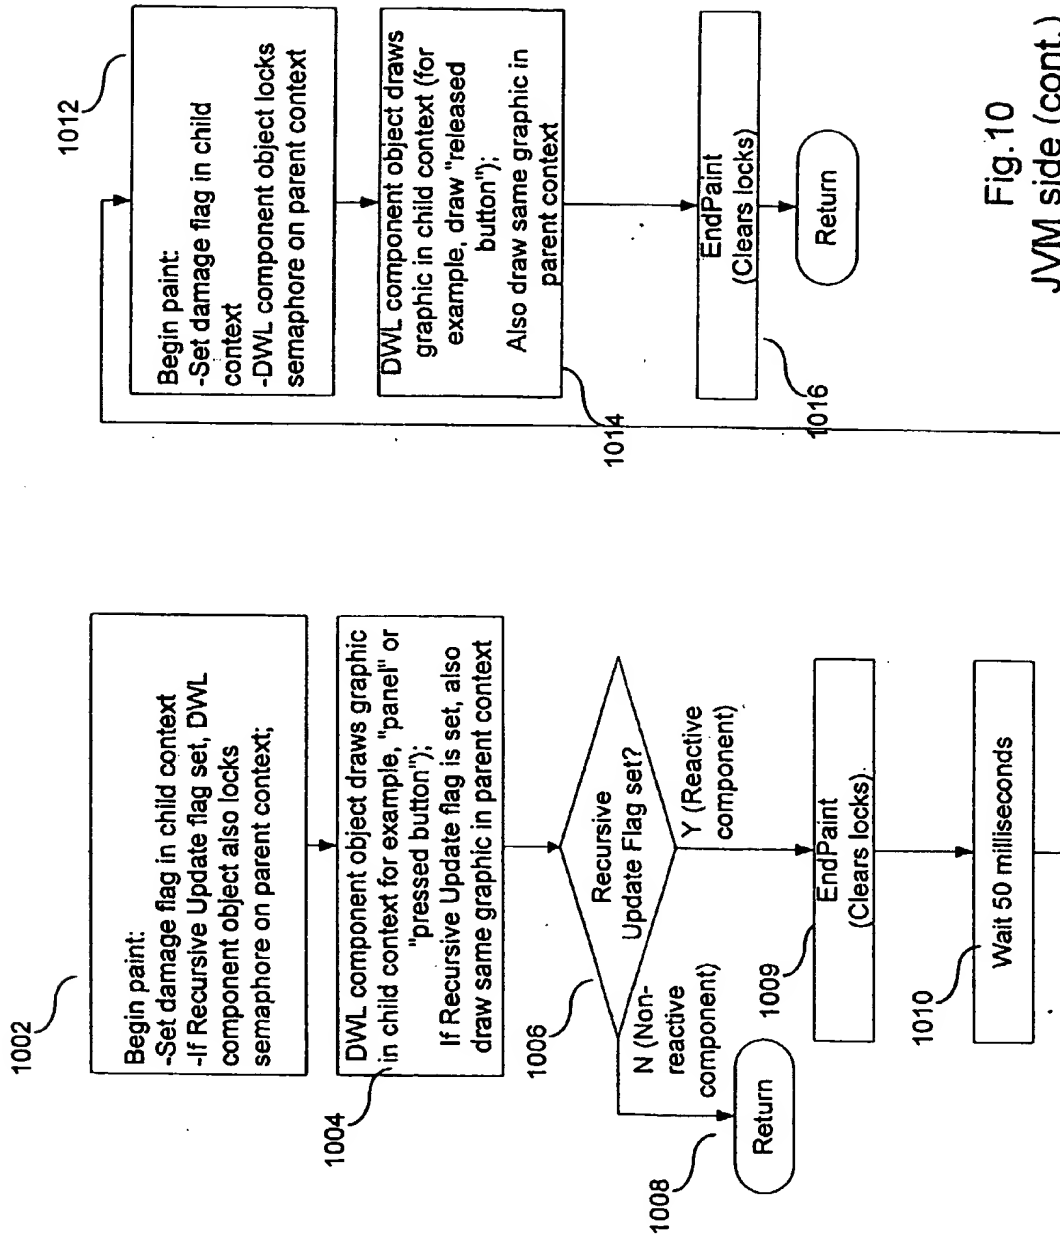 1002
Begin paint:
-Set damage flag in child context
-If Recursive Update flag set, DWL
component object also locks
semaphore on parent context;
1004
DWL component object draws graphic
in child context for example, "panel" or
"pressed button");
If Recursive Update flag is set, also
draw same graphic in parent context
1006
Recursive
Update Flag set?
N (Non-
reactive
component)
Y (Reactive
component)
1008
Return
1009
EndPaint
(Clears locks)
1010
Wait 50 milliseconds
1012
Begin paint:
-Set damage flag in child
context
-DWL component object locks
semaphore on parent context
1014
DWL component object draws
graphic in child context (for
example, draw "released
button");
Also draw same graphic in
parent context
EndPaint
(Clears locks)
1016
Return
Fig.10
JVM side (cont.)